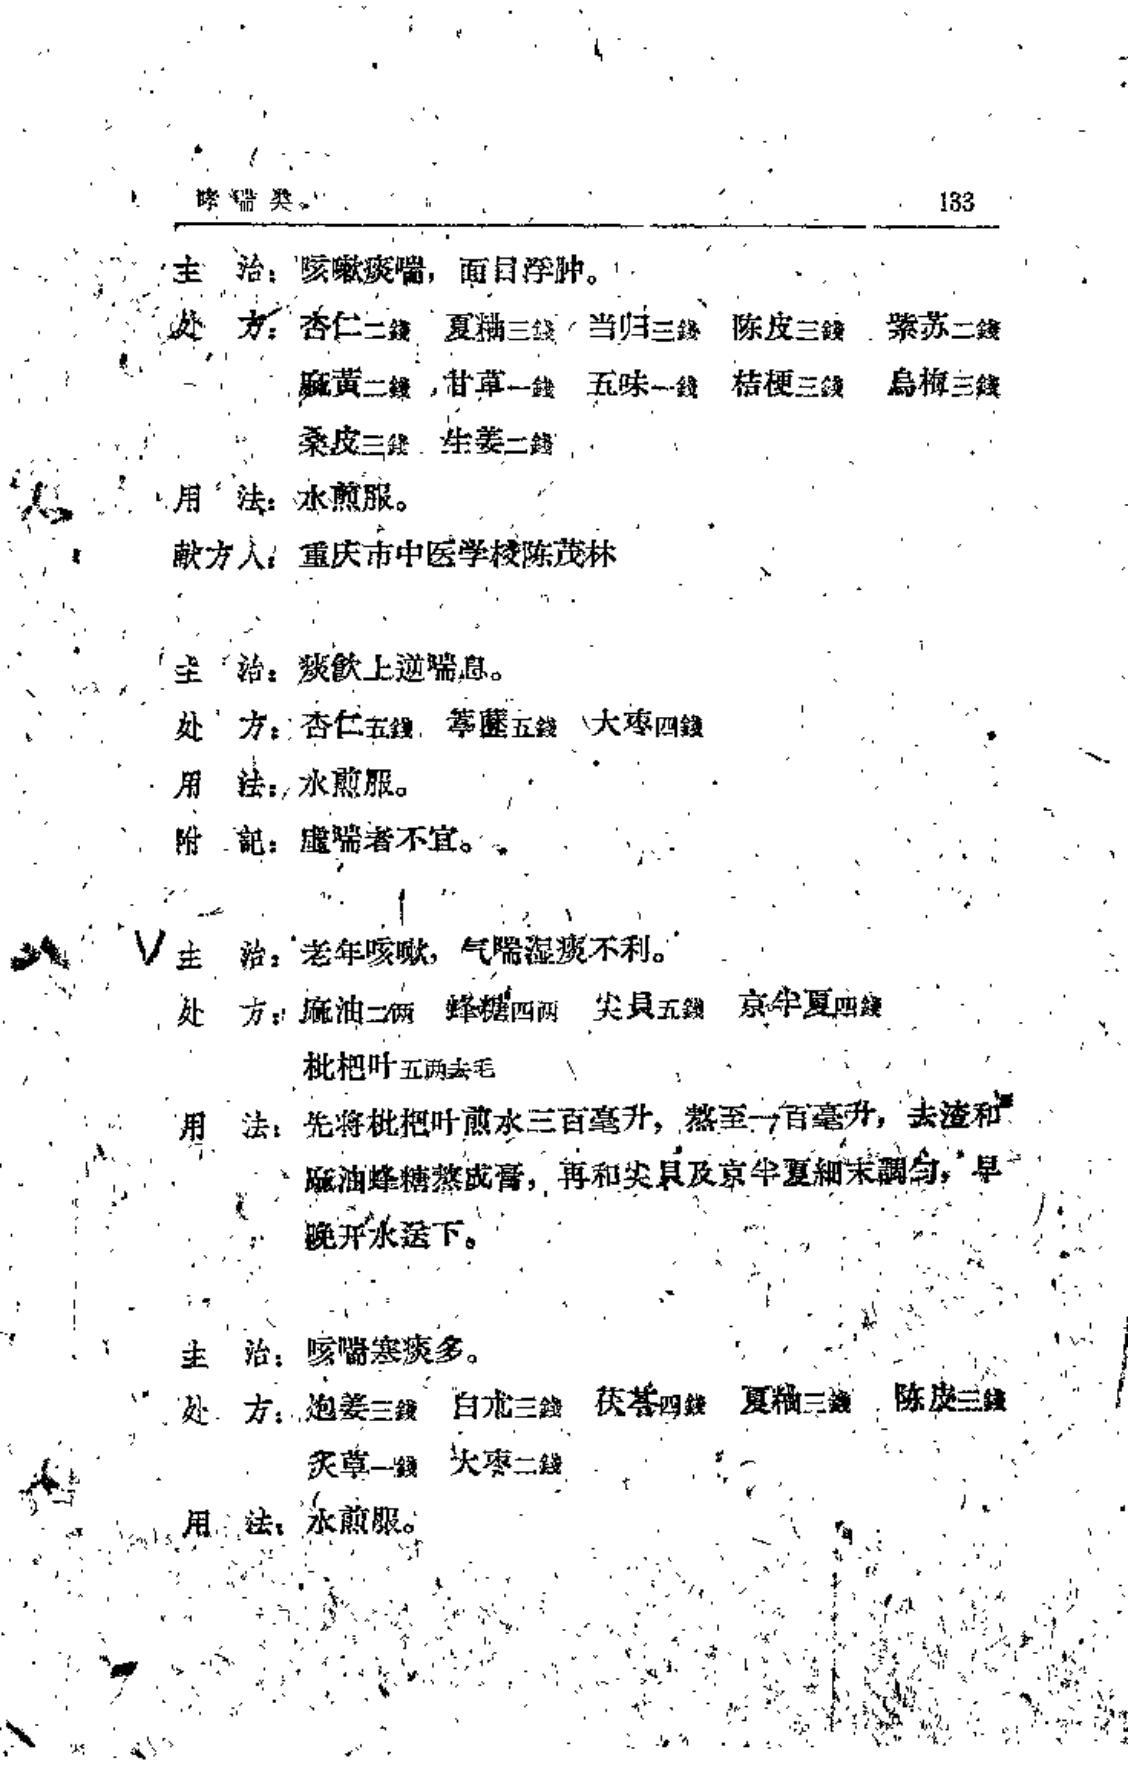 哮喘类 133
主 治：咳嗽痰喘，面目浮肿。
处 方：杏仁二錢 夏釉三錢 当归三錢 陈皮三錢 紫苏二錢
麻黃二錢 甘草一錢 五味一錢 桔梗三錢 烏梅三錢
桑皮三錢 生姜二錢
用 法：水煎服。
献方人：重庆市中医学校陈茂林
主 治：痰飲上逆喘息。
处 方：杏仁五錢 葶藶五錢 大枣四錢
用 法：水煎服。
附 記：虛喘者不宜。
主 治：老年咳嗽，气喘湿痰不利。
处 方：麻油二两 蜂糖四两 尖貝五錢 京半夏四錢
枇杷叶五两去毛
用 法：先将枇杷叶煎水三百毫升，熬至一百毫升，去渣和
麻油蜂糖熬成膏，再和尖貝及京半夏細末調匀，早
晚开水送下。
主 治：咳喘寒痰多。
处 方：炮姜三錢 白朮三錢 茯苓四錢 夏釉三錢 陈皮三錢
炙草一錢 大枣二錢
用 法：水煎服。